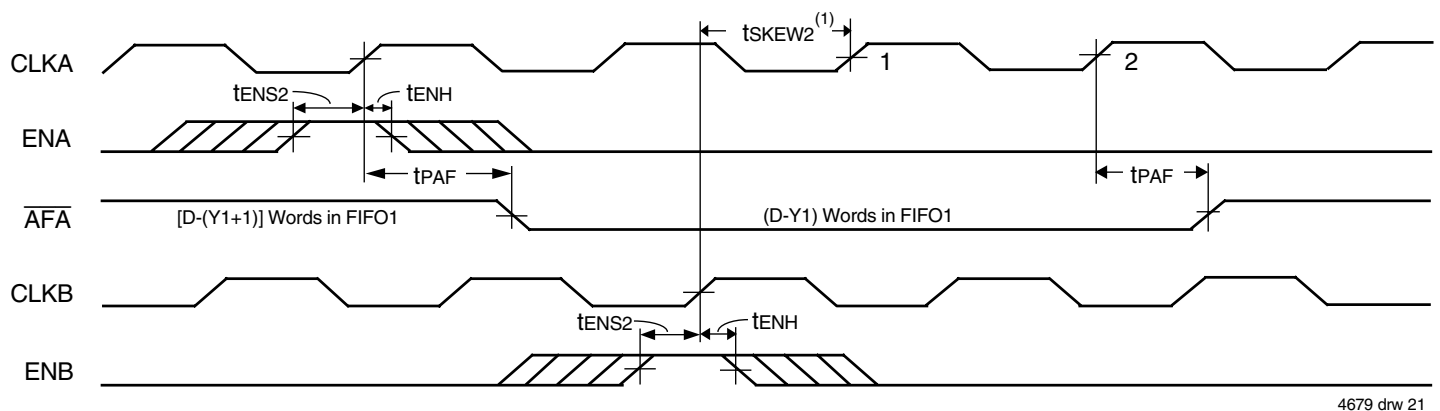 tSKEW2(1)
CLKA
1
2
tENS2
tENH
ENA
tPAF
tPAF
AFA
[D-(Y1+1)] Words in FIFO1
(D-Y1) Words in FIFO1
CLKB
tENS2
tENH
ENB
4679 drw 21